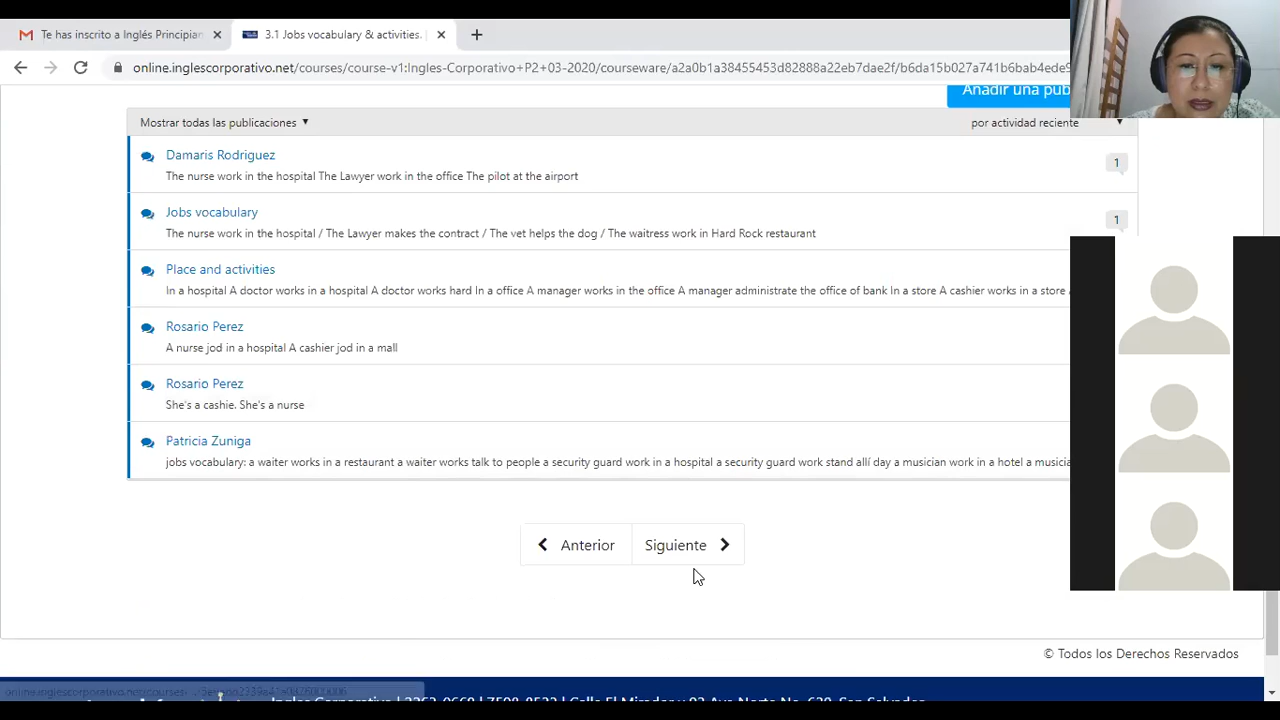 Te has inscrito a Inglés Principian
3.1 Jobs vocabulary & activities. |
online.inglescorporativo.net/courses/course-v1:Ingles-Corporativo+P2+03-2020/courseware/a2a0b1a38455453d82888a22eb7dae2f/b6da15b027a741b6bab4ede9
Añadir una pub
Mostrar todas las publicaciones
por actividad reciente
Damaris Rodriguez
1
The nurse work in the hospital The Lawyer work in the office The pilot at the airport
Jobs vocabulary
1
The nurse work in the hospital / The Lawyer makes the contract / The vet helps the dog / The waitress work in Hard Rock restaurant
Place and activities
In a hospital A doctor works in a hospital A doctor works hard In a office A manager works in the office A manager administrate the office of bank In a store A cashier works in a store
Rosario Perez
A nurse jod in a hospital A cashier jod in a mall
Rosario Perez
She's a cashie. She's a nurse
Patricia Zuniga
jobs vocabulary: a waiter works in a restaurant a waiter works talk to people a security guard work in a hospital a security guard work stand allí day a musician work in a hotel a musicia
Anterior
Siguiente
© Todos los Derechos Reservados